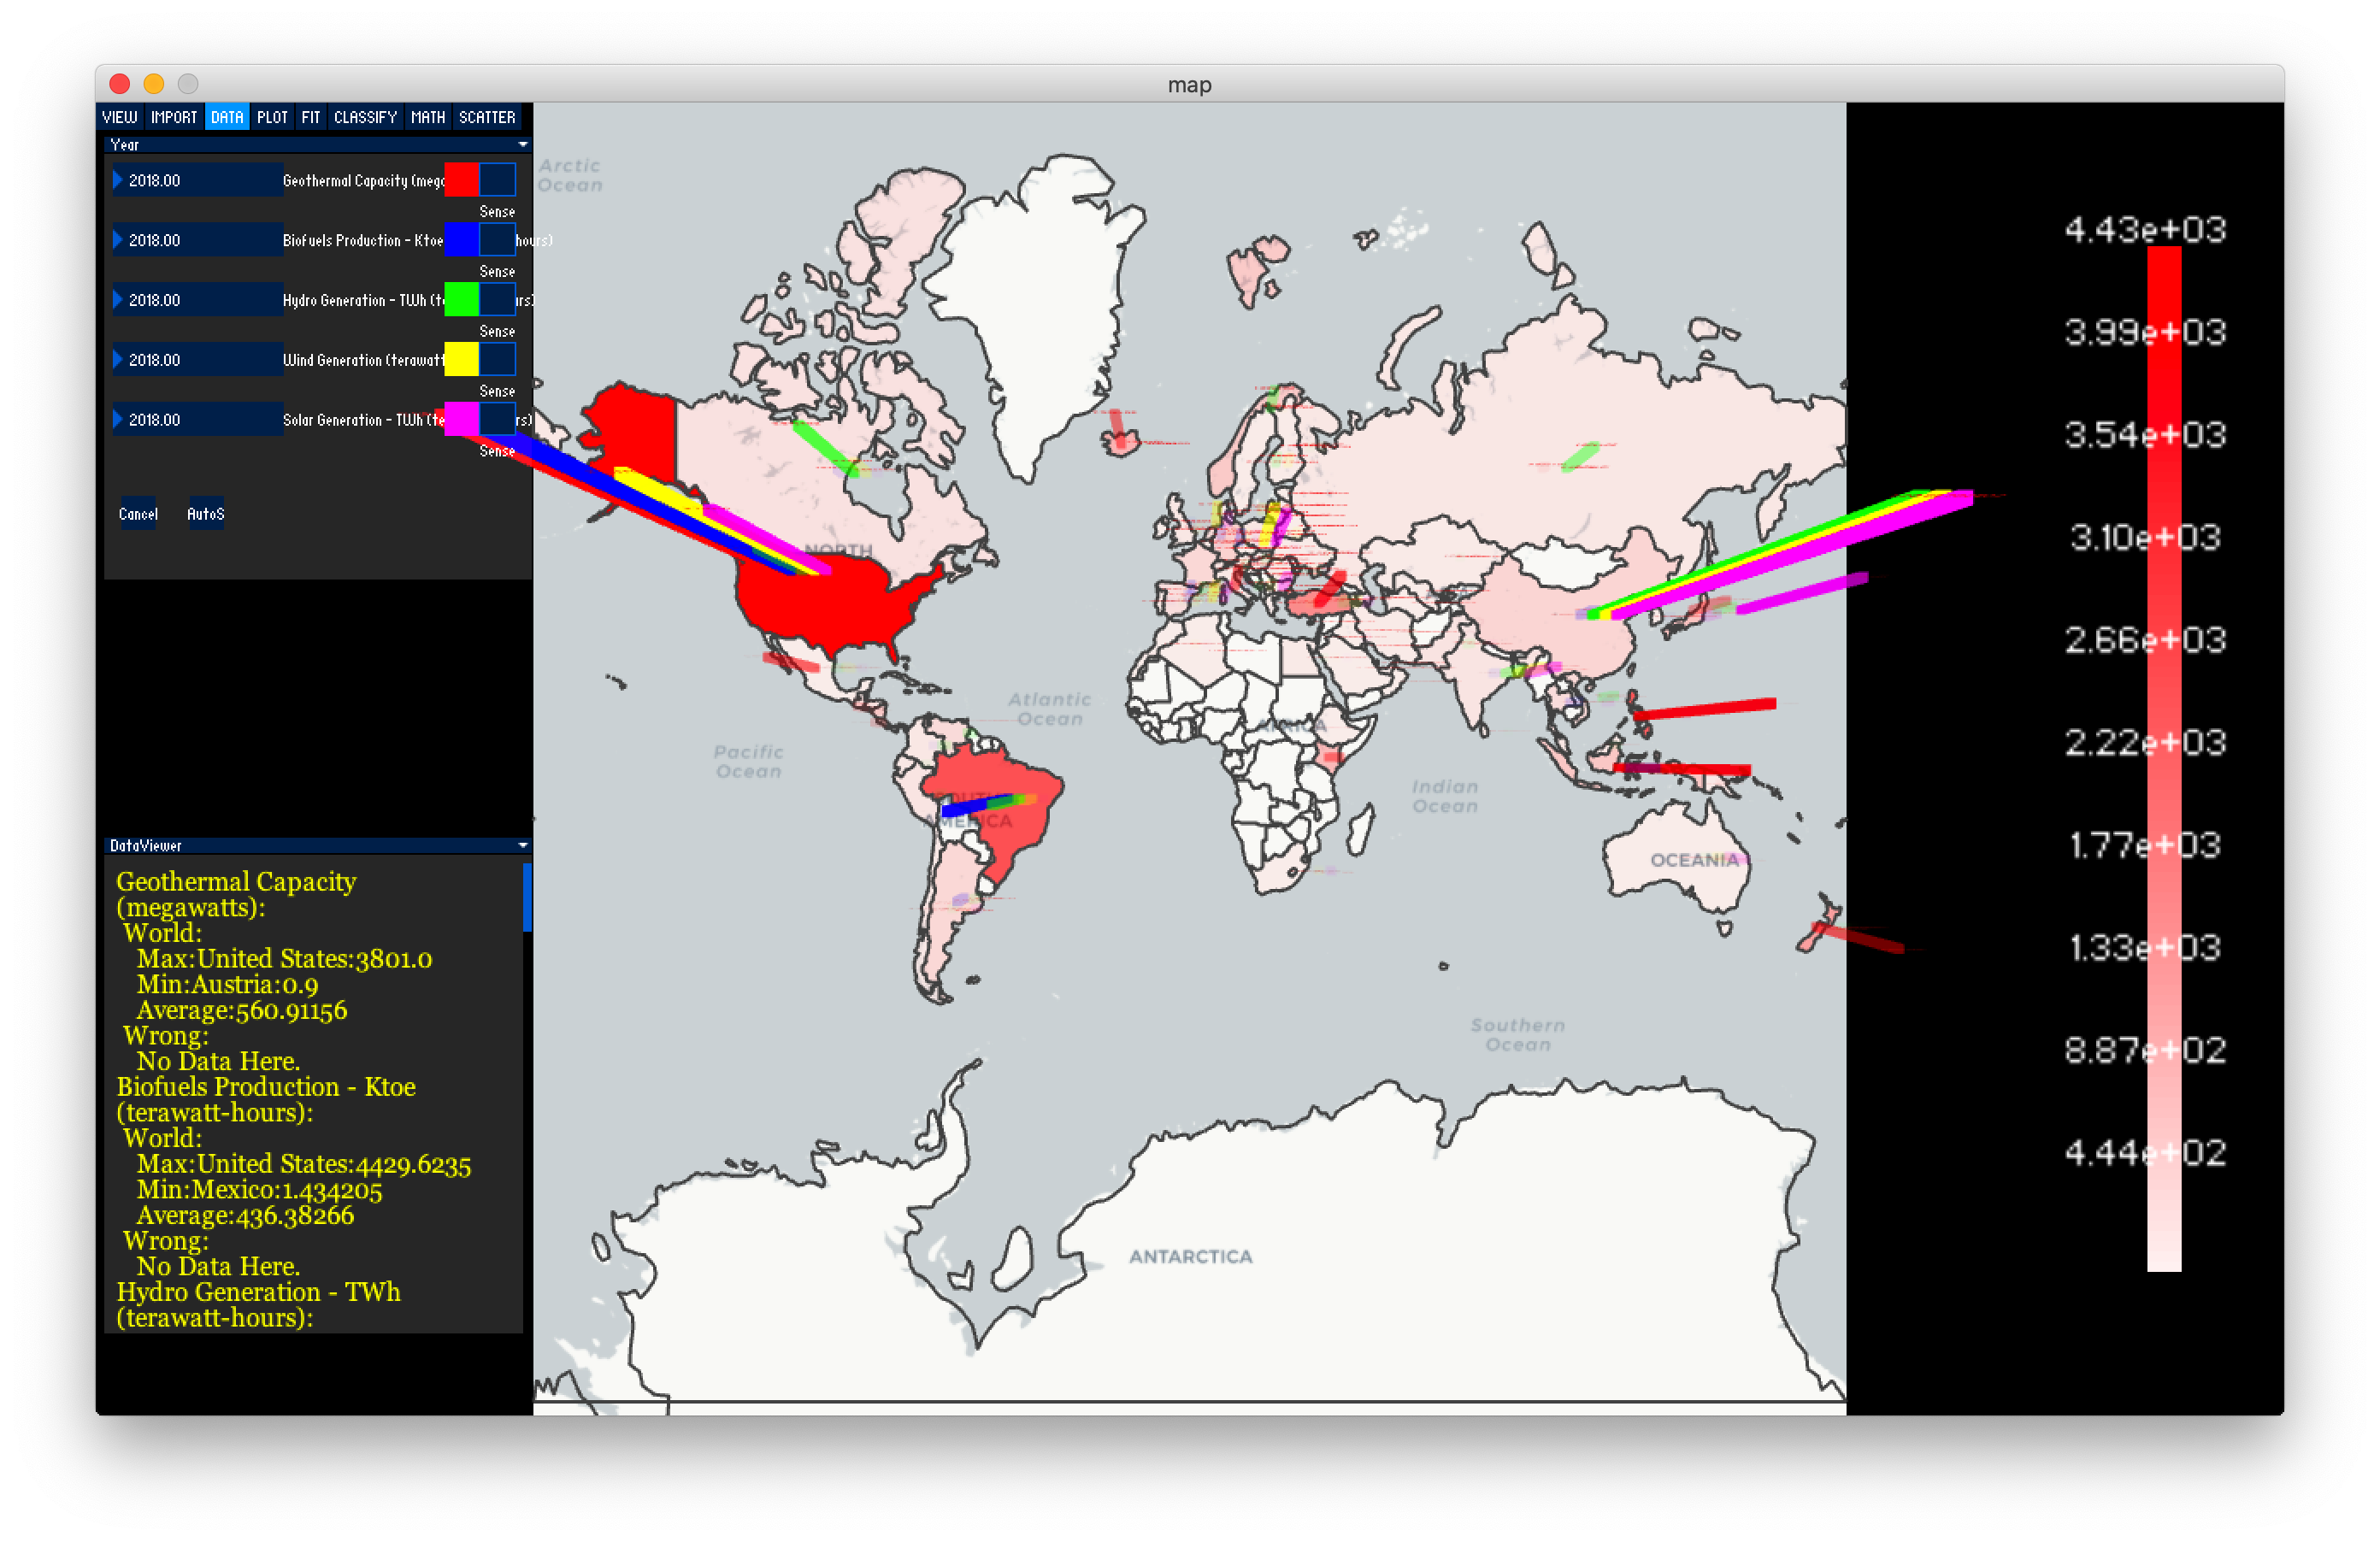 map
VIEW IMPORT DATA PLOT FIT CLASSIFY MATH SCATTER
Year
2018.00 Geothermal Capacity (mega
Sense
2018.00 Biofuels Production - Ktoe hours)
Sense
2018.00 Hydro Generation - TWh (t urs)
Sense
2018.00 Wind Generation (terawatt
Sense
2018.00 Solar Generation - TWh (te rs)
Sense
Cancel AutoS
DataViewer
Geothermal Capacity
(megawatts):
World:
Max:United States:3801.0
Min:Austria:0.9
Average:560.91156
Wrong:
No Data Here.
Biofuels Production - Ktoe
(terawatt-hours):
World:
Max:United States:4429.6235
Min:Mexico:1.434205
Average:436.38266
Wrong:
No Data Here.
Hydro Generation - TWh
(terawatt-hours):
Arctic
Ocean
NORTH
Atlantic
Ocean
Pacific
Ocean
SOUTH
AMERICA
AFRICA
Indian
Ocean
OCEANIA
Southern
Ocean
ANTARCTICA
4.43e+03
3.99e+03
3.54e+03
3.10e+03
2.66e+03
2.22e+03
1.77e+03
1.33e+03
8.87e+02
4.44e+02